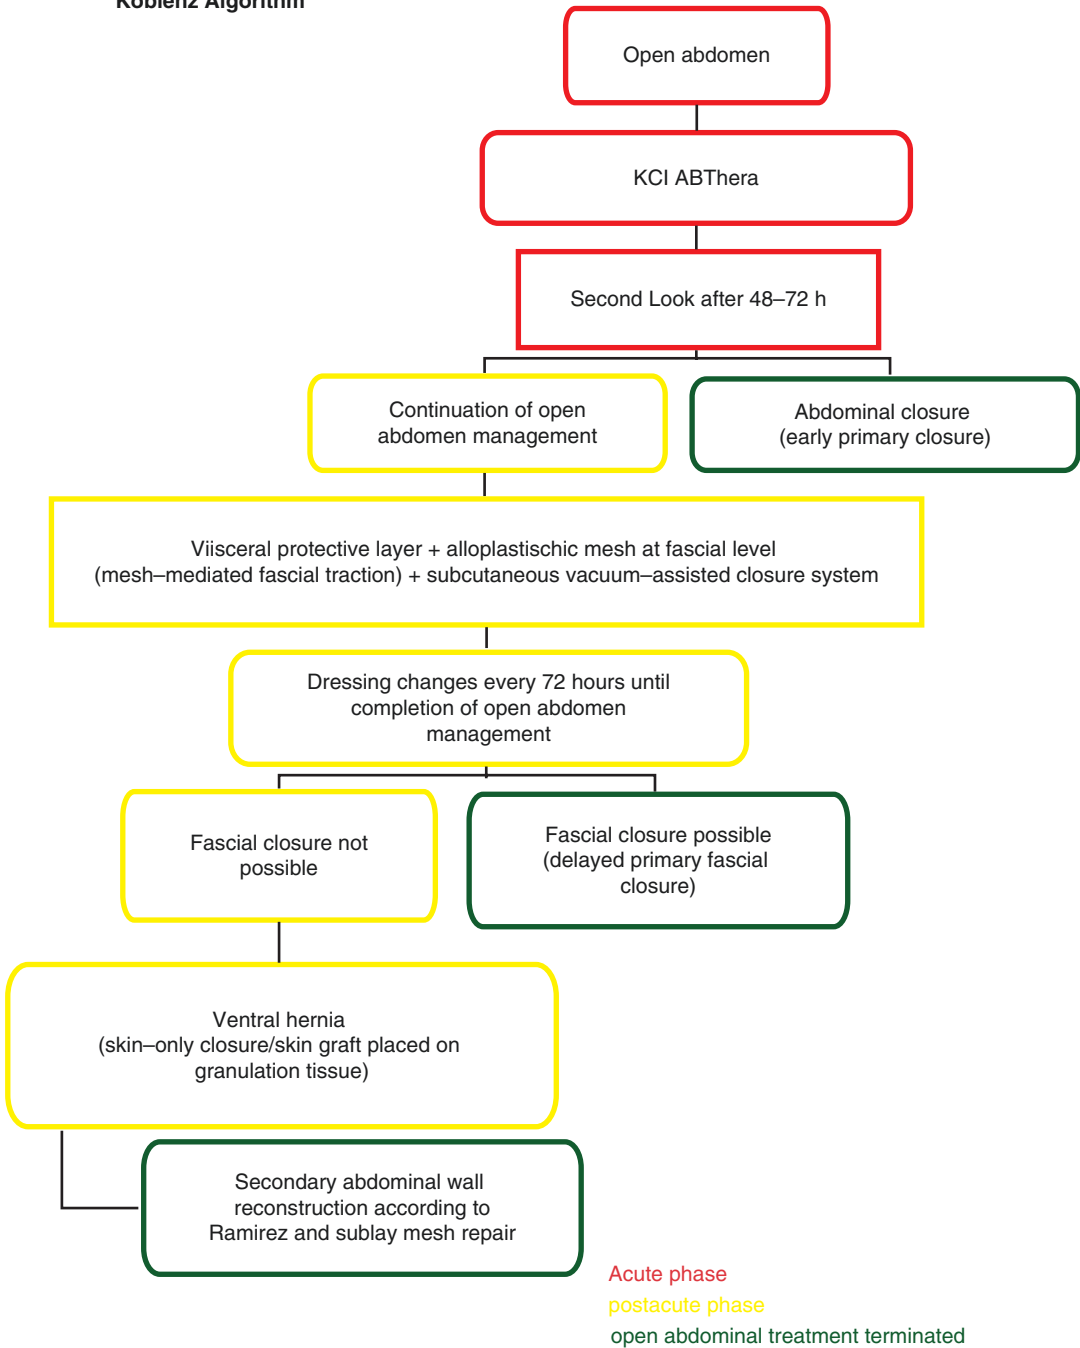 Koblenz Algorithm
Open abdomen
KCI ABThera
Second Look after 48–72 h
Continuation of open
abdomen management
Abdominal closure
(early primary closure)
Viisceral protective layer + alloplastischic mesh at fascial level
(mesh–mediated fascial traction) + subcutaneous vacuum–assisted closure system
Dressing changes every 72 hours until
completion of open abdomen
management
Fascial closure not
possible
Fascial closure possible
(delayed primary fascial
closure)
Ventral hernia
(skin–only closure/skin graft placed on
granulation tissue)
Secondary abdominal wall
reconstruction according to
Ramirez and sublay mesh repair
Acute phase
postacute phase
open abdominal treatment terminated